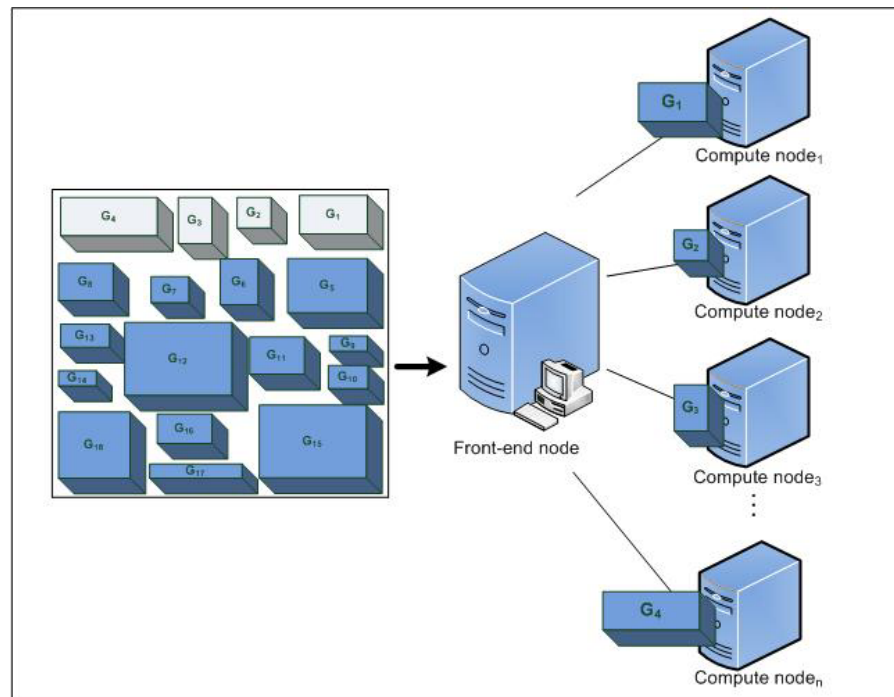 G₄ G₃ G₂ G₁
G₈ G₇ G₆ G₅
G₁₃ G₁₂ G₁₁ G₉
G₁₄ G₁₀
G₁₈ G₁₆ G₁₅
G₁₇
Front-end node
G₁
Compute node₁
G₂
Compute node₂
G₃
Compute node₃
⋮
G₄
Compute nodeₙ